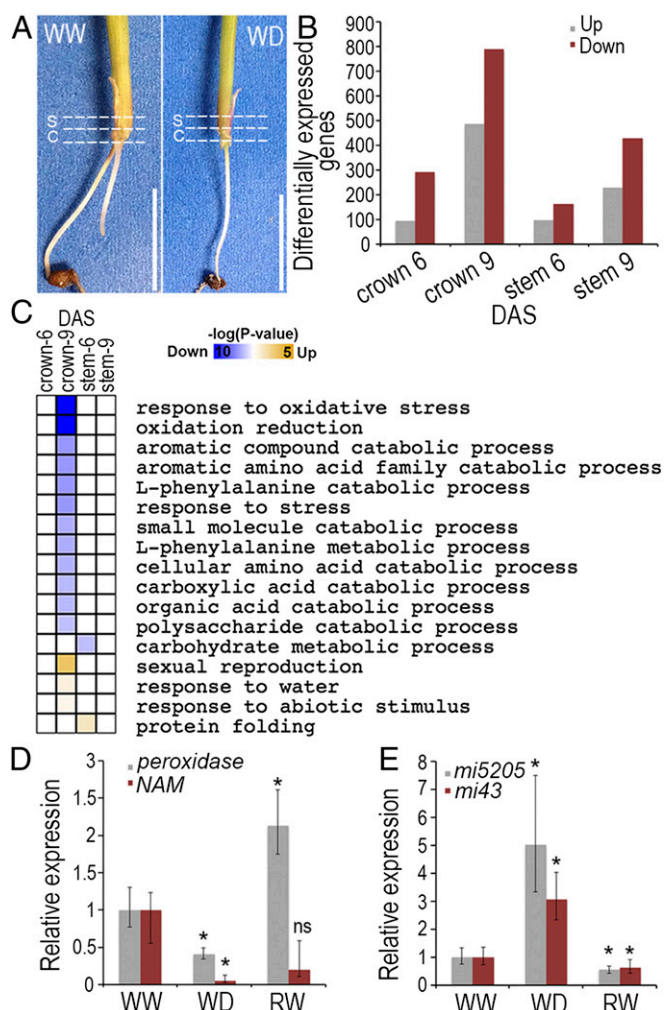 A
WW
WD
S
C
B
Up
Down
Differentially expressed genes
900
800
700
600
500
400
300
200
100
0
crown 6
crown 9
stem 6
stem 9
DAS
C
DAS
crown-6
crown-9
stem-6
stem-9
-log(P-value)
Down 10 5 Up
response to oxidative stress
oxidation reduction
aromatic compound catabolic process
aromatic amino acid family catabolic process
L-phenylalanine catabolic process
response to stress
small molecule catabolic process
L-phenylalanine metabolic process
cellular amino acid catabolic process
carboxylic acid catabolic process
organic acid catabolic process
polysaccharide catabolic process
carbohydrate metabolic process
sexual reproduction
response to water
response to abiotic stimulus
protein folding
D
peroxidase
NAM
Relative expression
3
1.5
2
1
0.5
0
*
*
*
ns
WW
WD
RW
E
mi5205
mi43
Relative expression
8
7
6
5
4
3
2
1
0
*
*
* *
WW
WD
RW